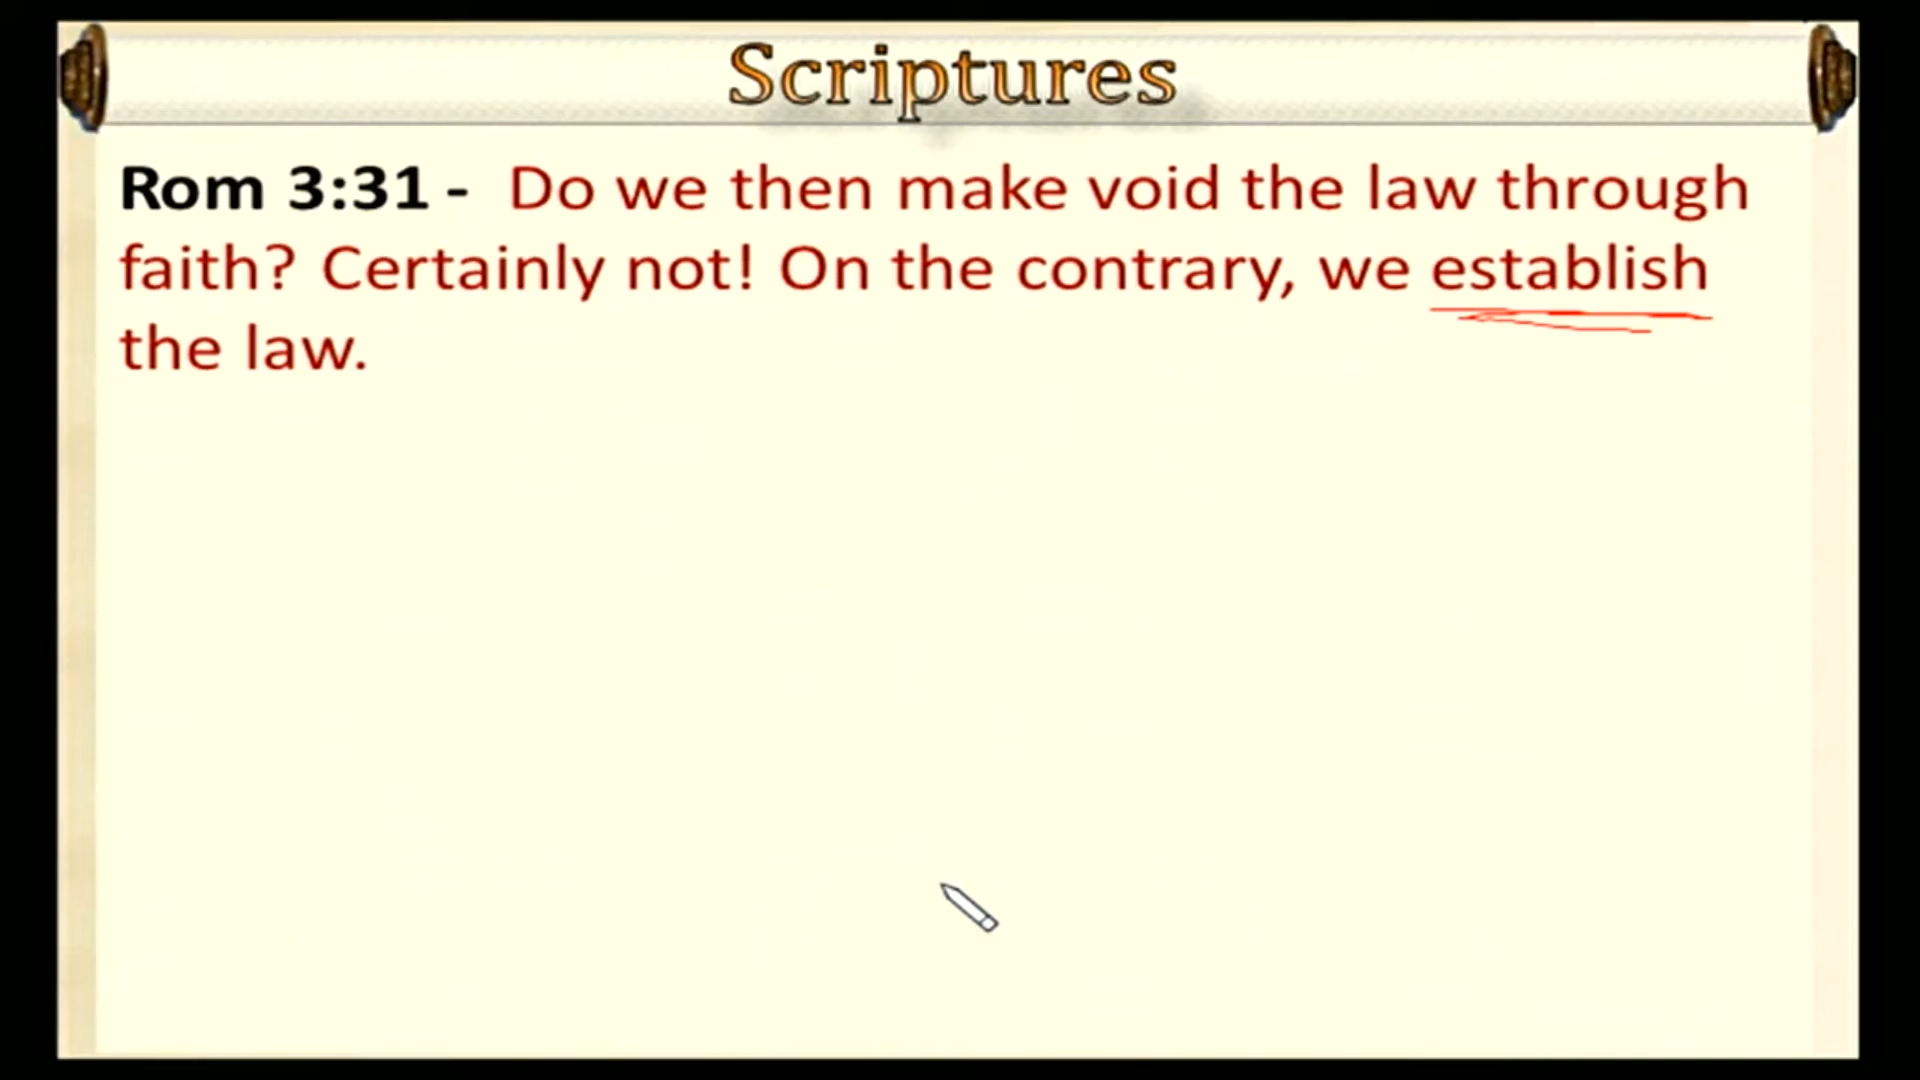 Scriptures
Rom 3:31 - Do we then make void the law through
faith? Certainly not! On the contrary, we establish
the law.